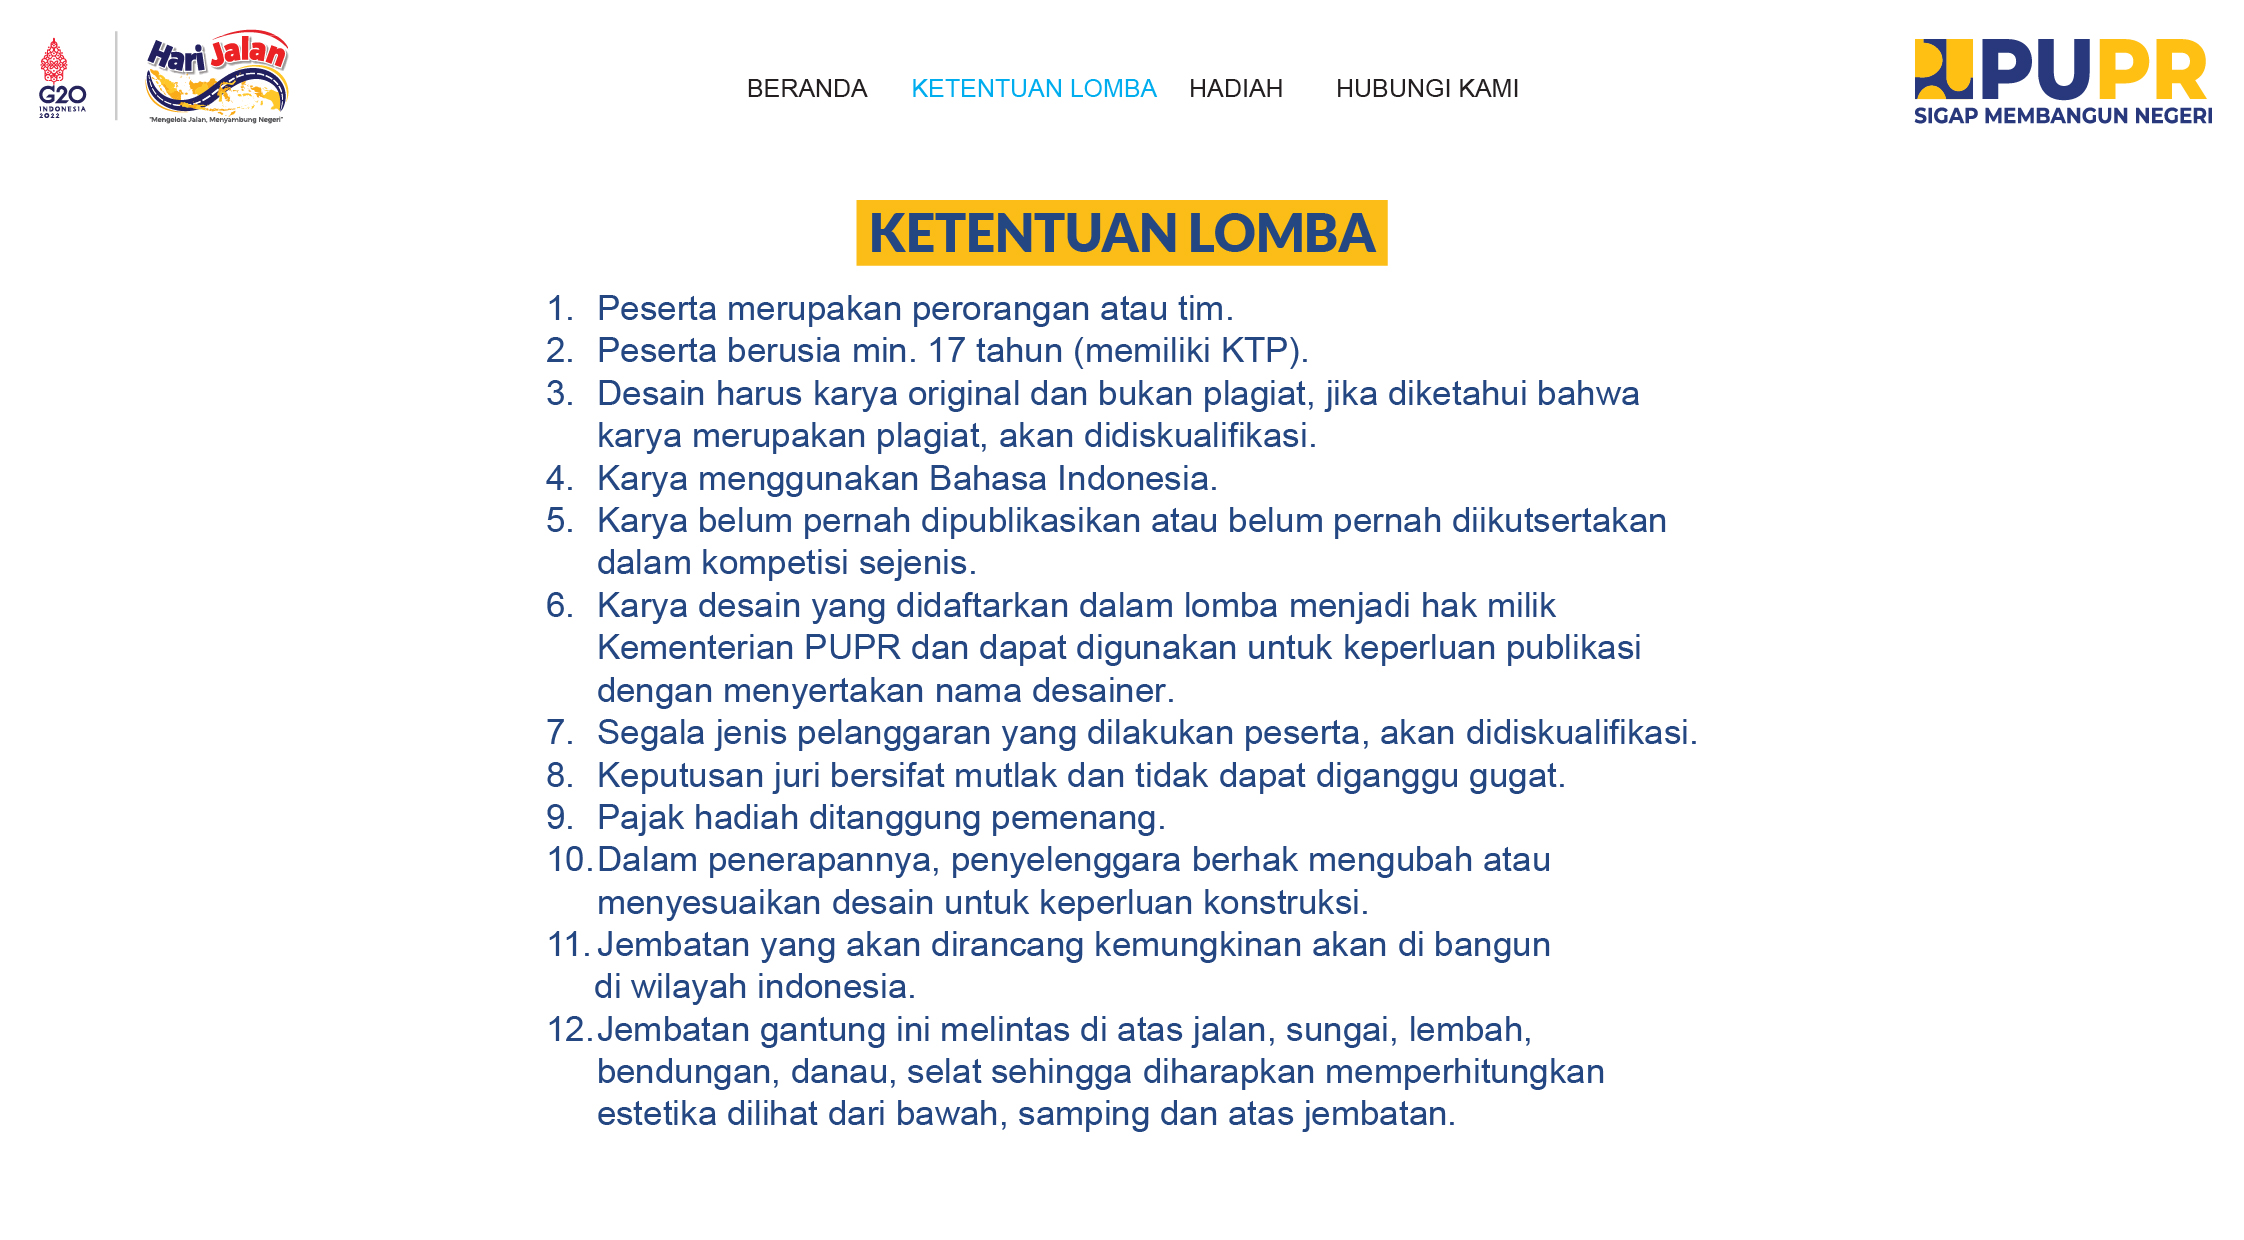 G20
INDONESIA
2022
Hari Jalan
"Mengelola Jalan, Menyambung Negeri"
BERANDA KETENTUAN LOMBA HADIAH HUBUNGI KAMI
PUPR
SIGAP MEMBANGUN NEGERI
KETENTUAN LOMBA
1. Peserta merupakan perorangan atau tim.
2. Peserta berusia min. 17 tahun (memiliki KTP).
3. Desain harus karya original dan bukan plagiat, jika diketahui bahwa
karya merupakan plagiat, akan didiskualifikasi.
4. Karya menggunakan Bahasa Indonesia.
5. Karya belum pernah dipublikasikan atau belum pernah diikutsertakan
dalam kompetisi sejenis.
6. Karya desain yang didaftarkan dalam lomba menjadi hak milik
Kementerian PUPR dan dapat digunakan untuk keperluan publikasi
dengan menyertakan nama desainer.
7. Segala jenis pelanggaran yang dilakukan peserta, akan didiskualifikasi.
8. Keputusan juri bersifat mutlak dan tidak dapat diganggu gugat.
9. Pajak hadiah ditanggung pemenang.
10. Dalam penerapannya, penyelenggara berhak mengubah atau
menyesuaikan desain untuk keperluan konstruksi.
11. Jembatan yang akan dirancang kemungkinan akan di bangun
di wilayah indonesia.
12. Jembatan gantung ini melintas di atas jalan, sungai, lembah,
bendungan, danau, selat sehingga diharapkan memperhitungkan
estetika dilihat dari bawah, samping dan atas jembatan.